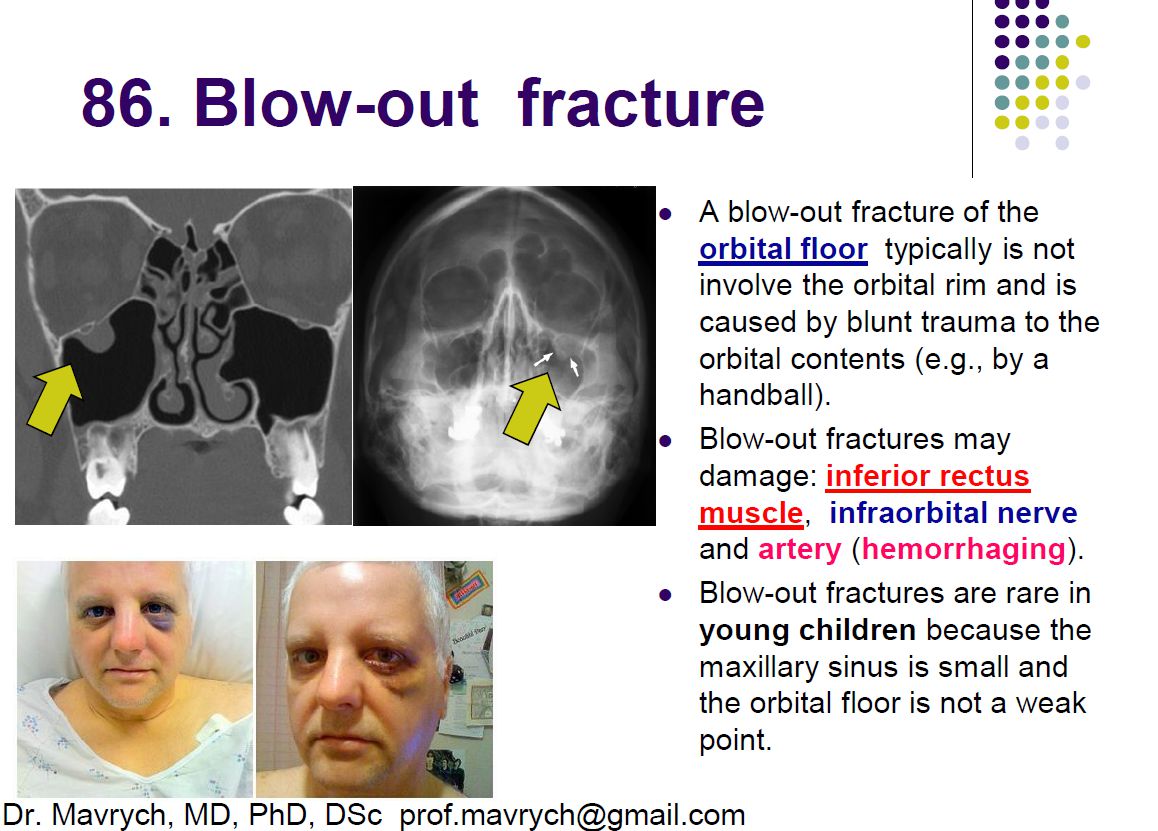 86. Blow-out fracture
A blow-out fracture of the
orbital floor typically is not
involve the orbital rim and is
caused by blunt trauma to the
orbital contents (e.g., by a
handball).
Blow-out fractures may
damage: inferior rectus
muscle, infraorbital nerve
and artery (hemorrhaging).
Blow-out fractures are rare in
young children because the
maxillary sinus is small and
the orbital floor is not a weak
point.
Dr. Mavrych, MD, PhD, DSc prof.mavrych@gmail.com